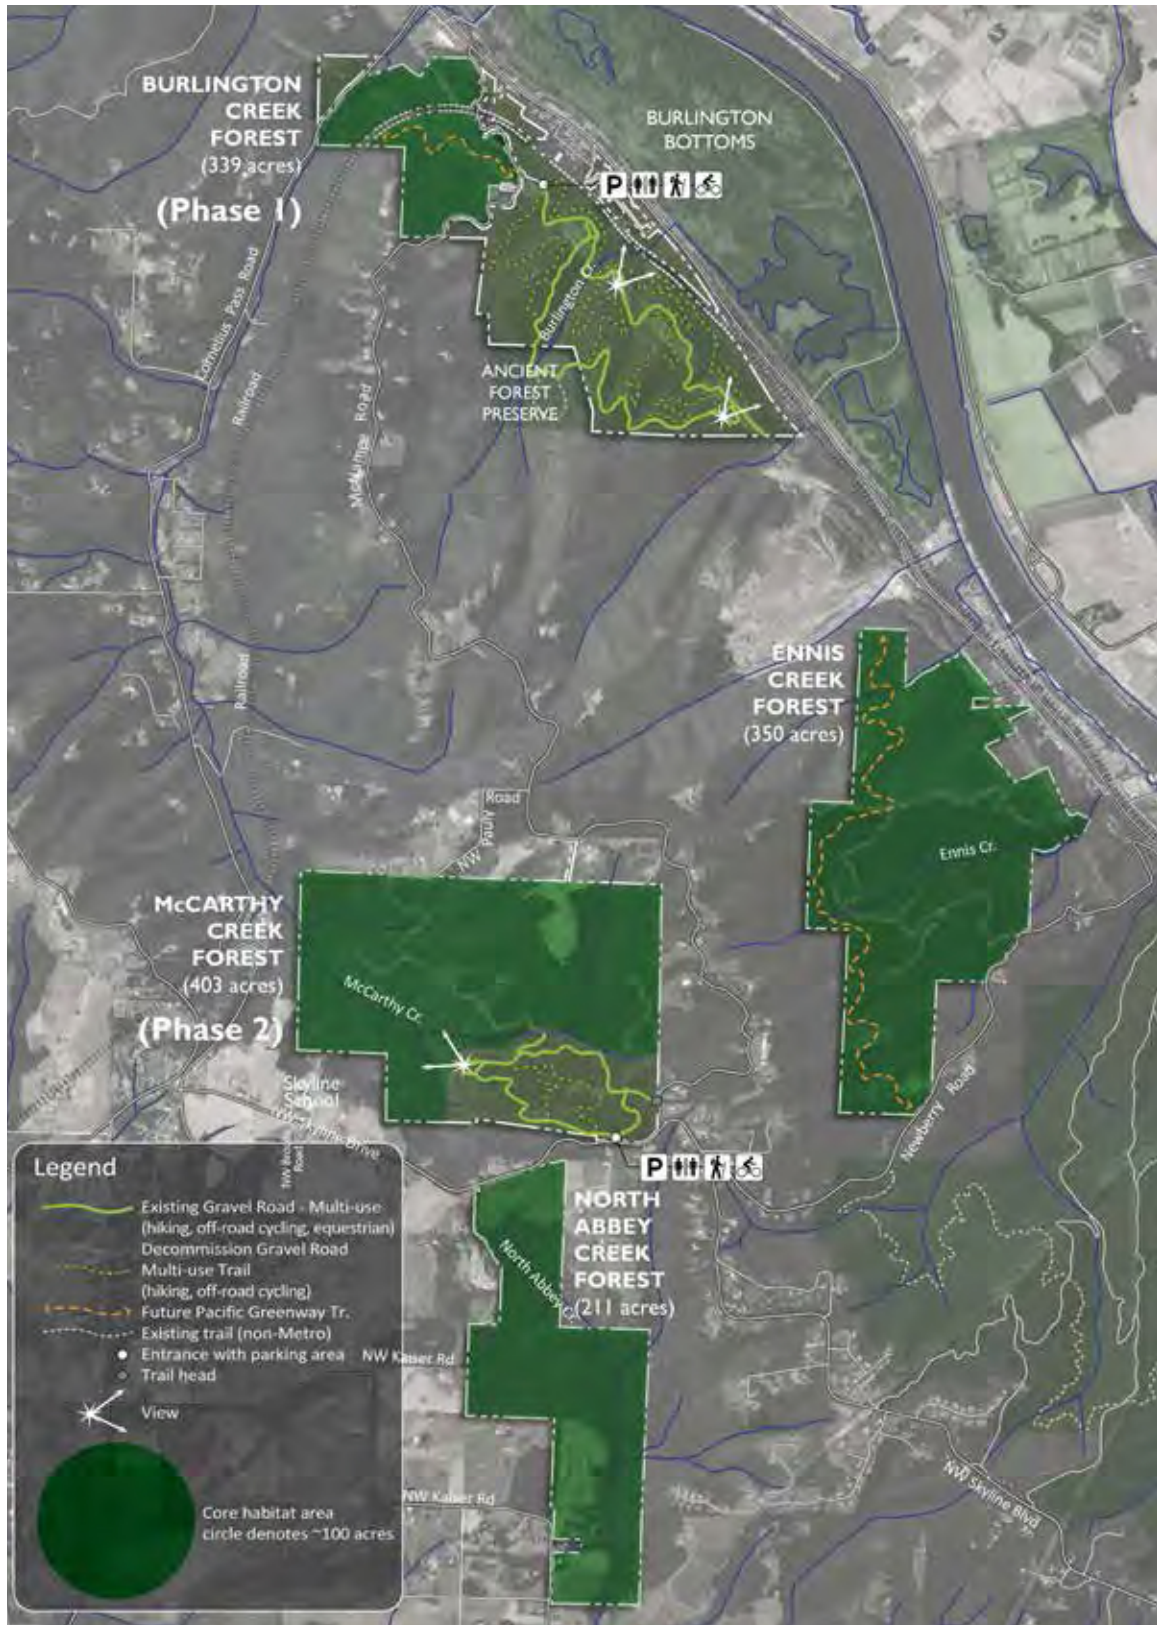 BURLINGTON
CREEK
FOREST
(339 acres)
(Phase 1)
BURLINGTON
BOTTOMS
P
Cornelius Pass Road
Railroad
McNamee Road
Burlington Cr.
ANCIENT
FOREST
PRESERVE
Railroad
ENNIS
CREEK
FOREST
(350 acres)
Ennis Cr.
NW Pauly Road
McCARTHY
CREEK
FOREST
(403 acres)
(Phase 2)
McCarthy Cr.
Skyline
School
NW Skyline Drive
Newberry Road
P
NORTH
ABBEY
CREEK
FOREST
(211 acres)
North Abbey Cr.
NW Kaiser Rd
NW Kaiser Rd
NW Skyline Blvd
Legend
Existing Gravel Road - Multi-use
(hiking, off-road cycling, equestrian)
Decommission Gravel Road
Multi-use Trail
(hiking, off-road cycling)
Future Pacific Greenway Tr.
Existing trail (non-Metro)
Entrance with parking area
Trail head
View
Core habitat area
circle denotes ~100 acres